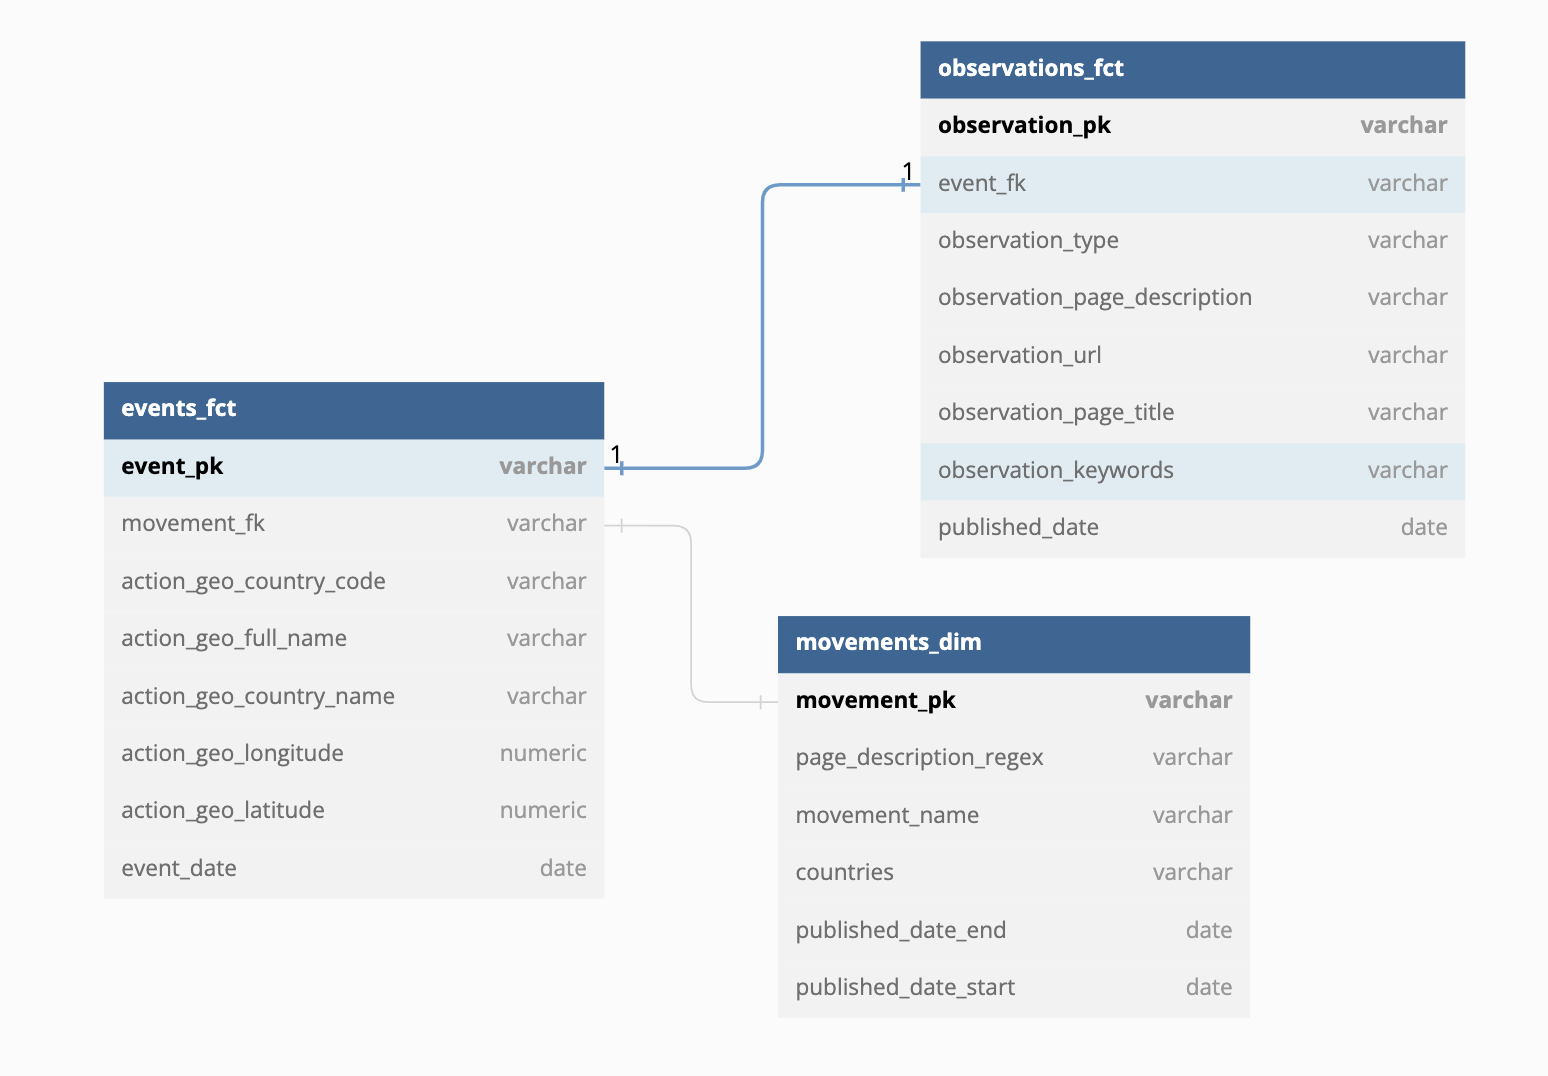 observations_fct
observation_pk varchar
1
event_fk varchar
observation_type varchar
observation_page_description varchar
observation_url varchar
observation_page_title varchar
observation_keywords varchar
published_date date
events_fct
event_pk varchar
1
movement_fk varchar
action_geo_country_code varchar
action_geo_full_name varchar
action_geo_country_name varchar
action_geo_longitude numeric
action_geo_latitude numeric
event_date date
movements_dim
movement_pk varchar
page_description_regex varchar
movement_name varchar
countries varchar
published_date_end date
published_date_start date